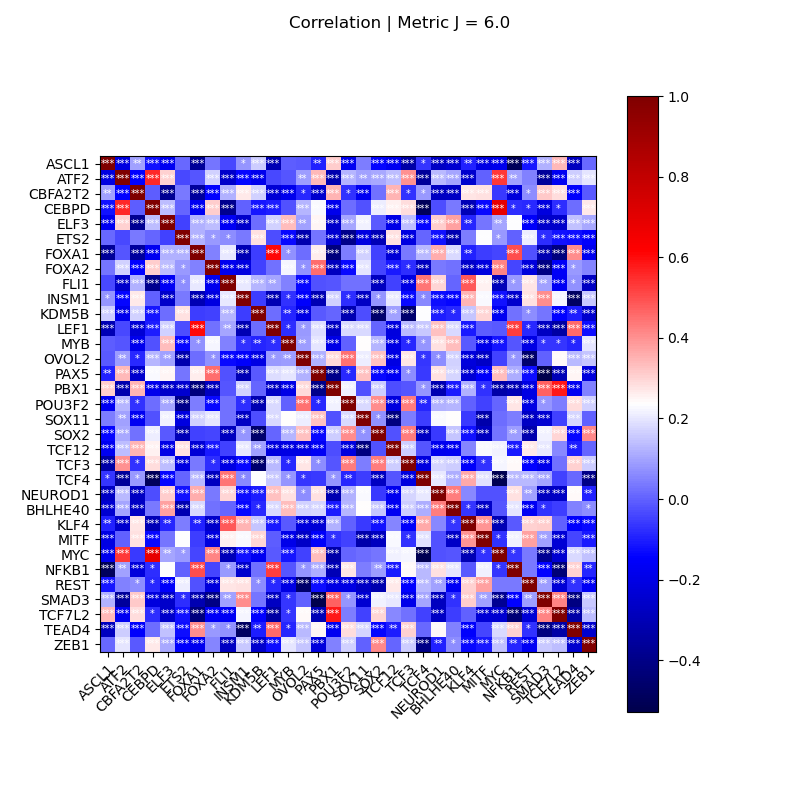 Correlation | Metric J = 6.0
ASCL1
ATF2
CBFA2T2
CEBPD
ELF3
ETS2
FOXA1
FOXA2
FLI1
INSM1
KDM5B
LEF1
MYB
OVOL2
PAX5
PBX1
POU3F2
SOX11
SOX2
TCF12
TCF3
TCF4
NEUROD1
BHLHE40
KLF4
MITF
MYC
NFKB1
REST
SMAD3
TCF7L2
TEAD4
ZEB1
ASCL1
ATF2
CBFA2T2
CEBPD
ELF3
ETS2
FOXA1
FOXA2
FLI1
INSM1
KDM5B
LEF1
MYB
OVOL2
PAX5
PBX1
POU3F2
SOX11
SOX2
TCF12
TCF3
TCF4
NEUROD1
BHLHE40
KLF4
MITF
MYC
NFKB1
REST
SMAD3
TCF7L2
TEAD4
ZEB1
1.0
0.8
0.6
0.4
0.2
0.0
−0.2
−0.4